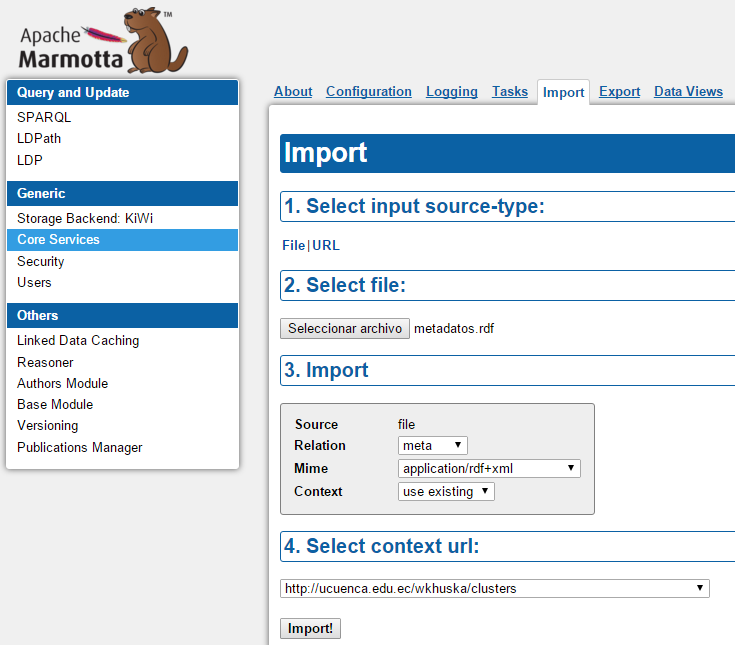 Apache
Marmotta
TM
Query and Update
SPARQL
LDPath
LDP
Generic
Storage Backend: KiWi
Core Services
Security
Users
Others
Linked Data Caching
Reasoner
Authors Module
Base Module
Versioning
Publications Manager
About Configuration Logging Tasks Import Export Data Views
Import
1. Select input source-type:
File|URL
2. Select file:
Seleccionar archivo metadatos.rdf
3. Import
Source file
Relation meta
Mime application/rdf+xml
Context use existing
4. Select context url:
http://ucuenca.edu.ec/wkhuska/clusters
Import!